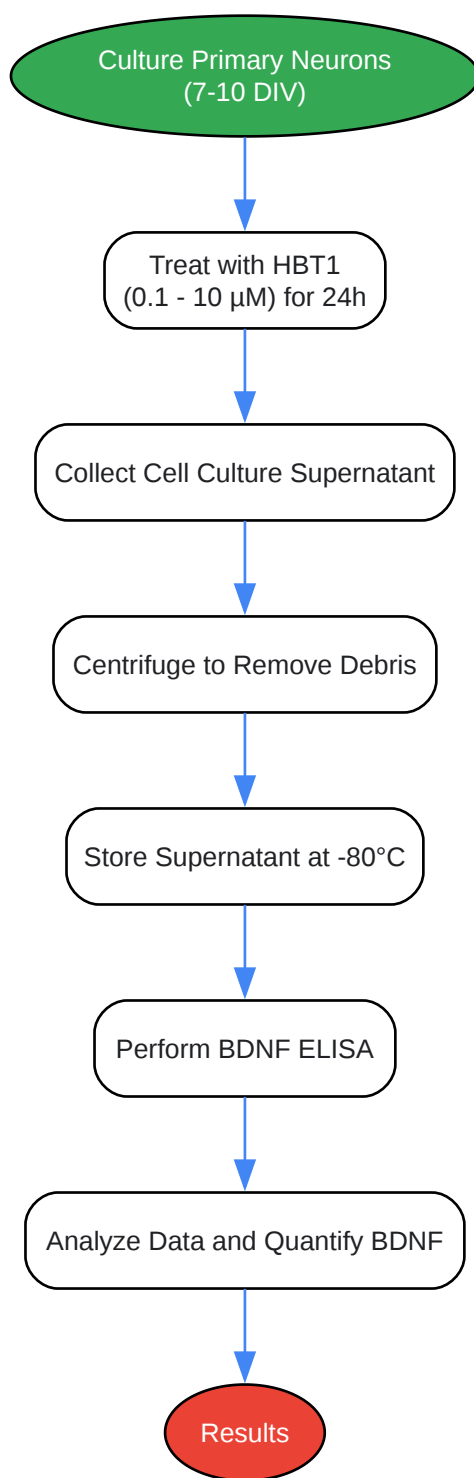 Culture Primary Neurons
(7-10 DIV)
Treat with HBT1
(0.1 - 10 µM) for 24h
Collect Cell Culture Supernatant
Centrifuge to Remove Debris
Store Supernatant at -80°C
Perform BDNF ELISA
Analyze Data and Quantify BDNF
Results